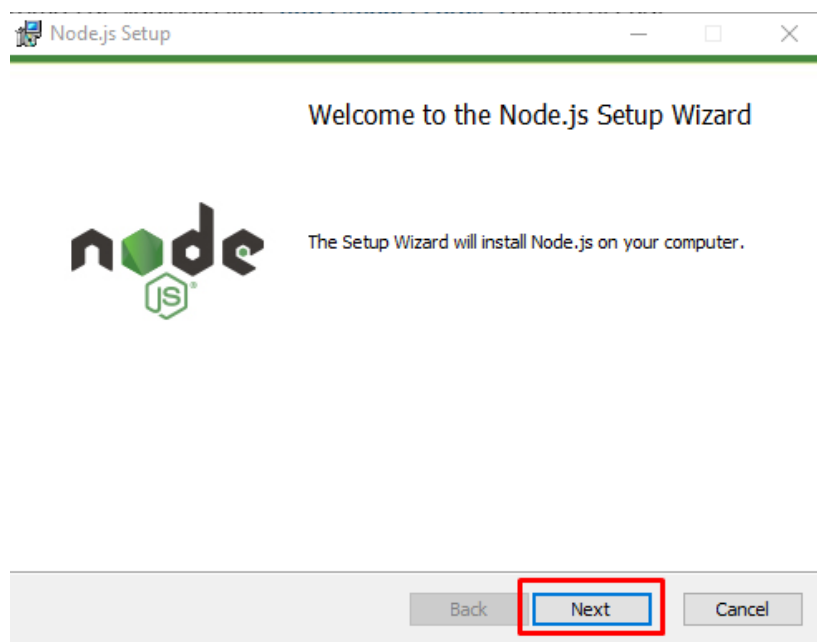 Node.js Setup
Welcome to the Node.js Setup Wizard
node
JS
The Setup Wizard will install Node.js on your computer.
Back
Next
Cancel